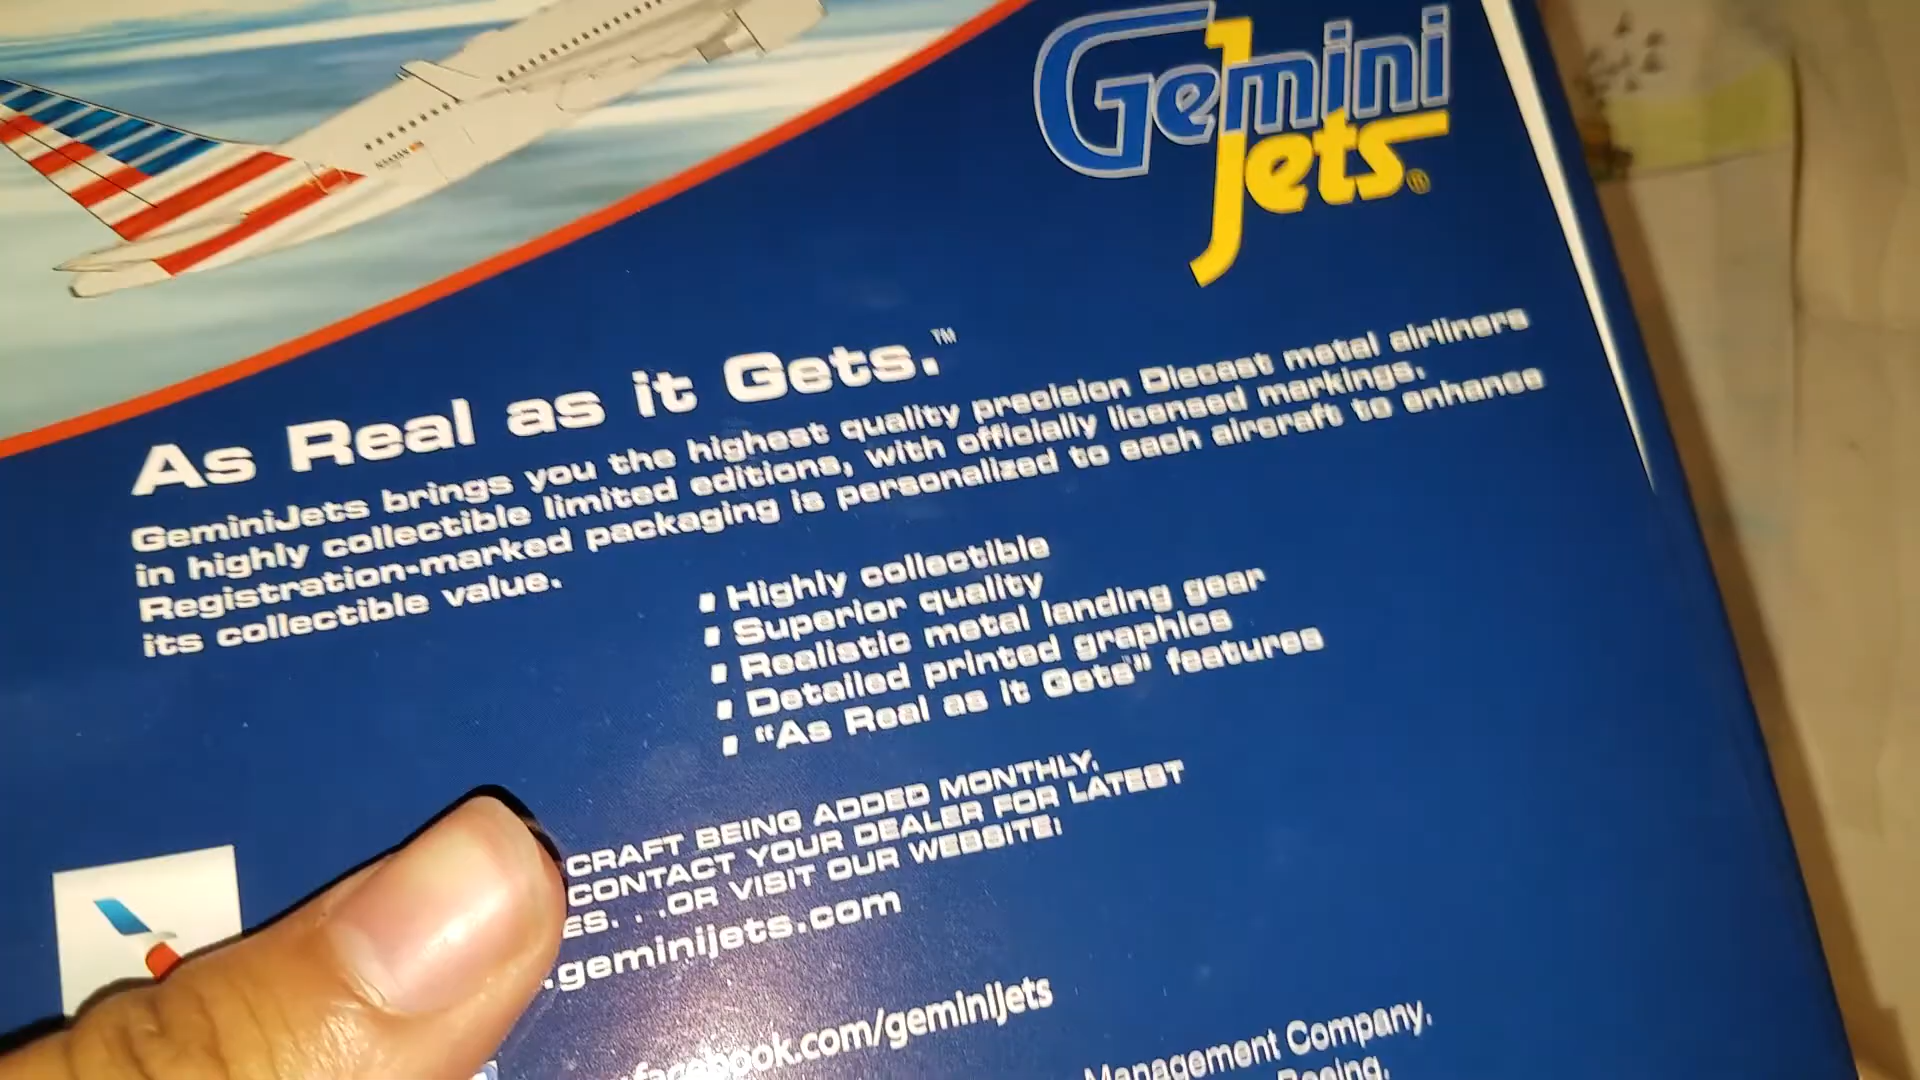 Gemini
Jets®
As Real as it Gets.™
GeminiJets brings you the highest quality precision Diecast metal airliners
in highly collectible limited editions, with officially licensed markings.
Registration-marked packaging is personalized to each aircraft to enhance
its collectible value.
▪ Highly collectible
▪ Superior quality
▪ Realistic metal landing gear
▪ Detailed printed graphics
▪ "As Real as it Gets" features
CRAFT BEING ADDED MONTHLY.
CONTACT YOUR DEALER FOR LATEST
ES. . .OR VISIT OUR WEBSITE:
.geminijets.com
facebook.com/geminijets
Management Company.
Boeing.